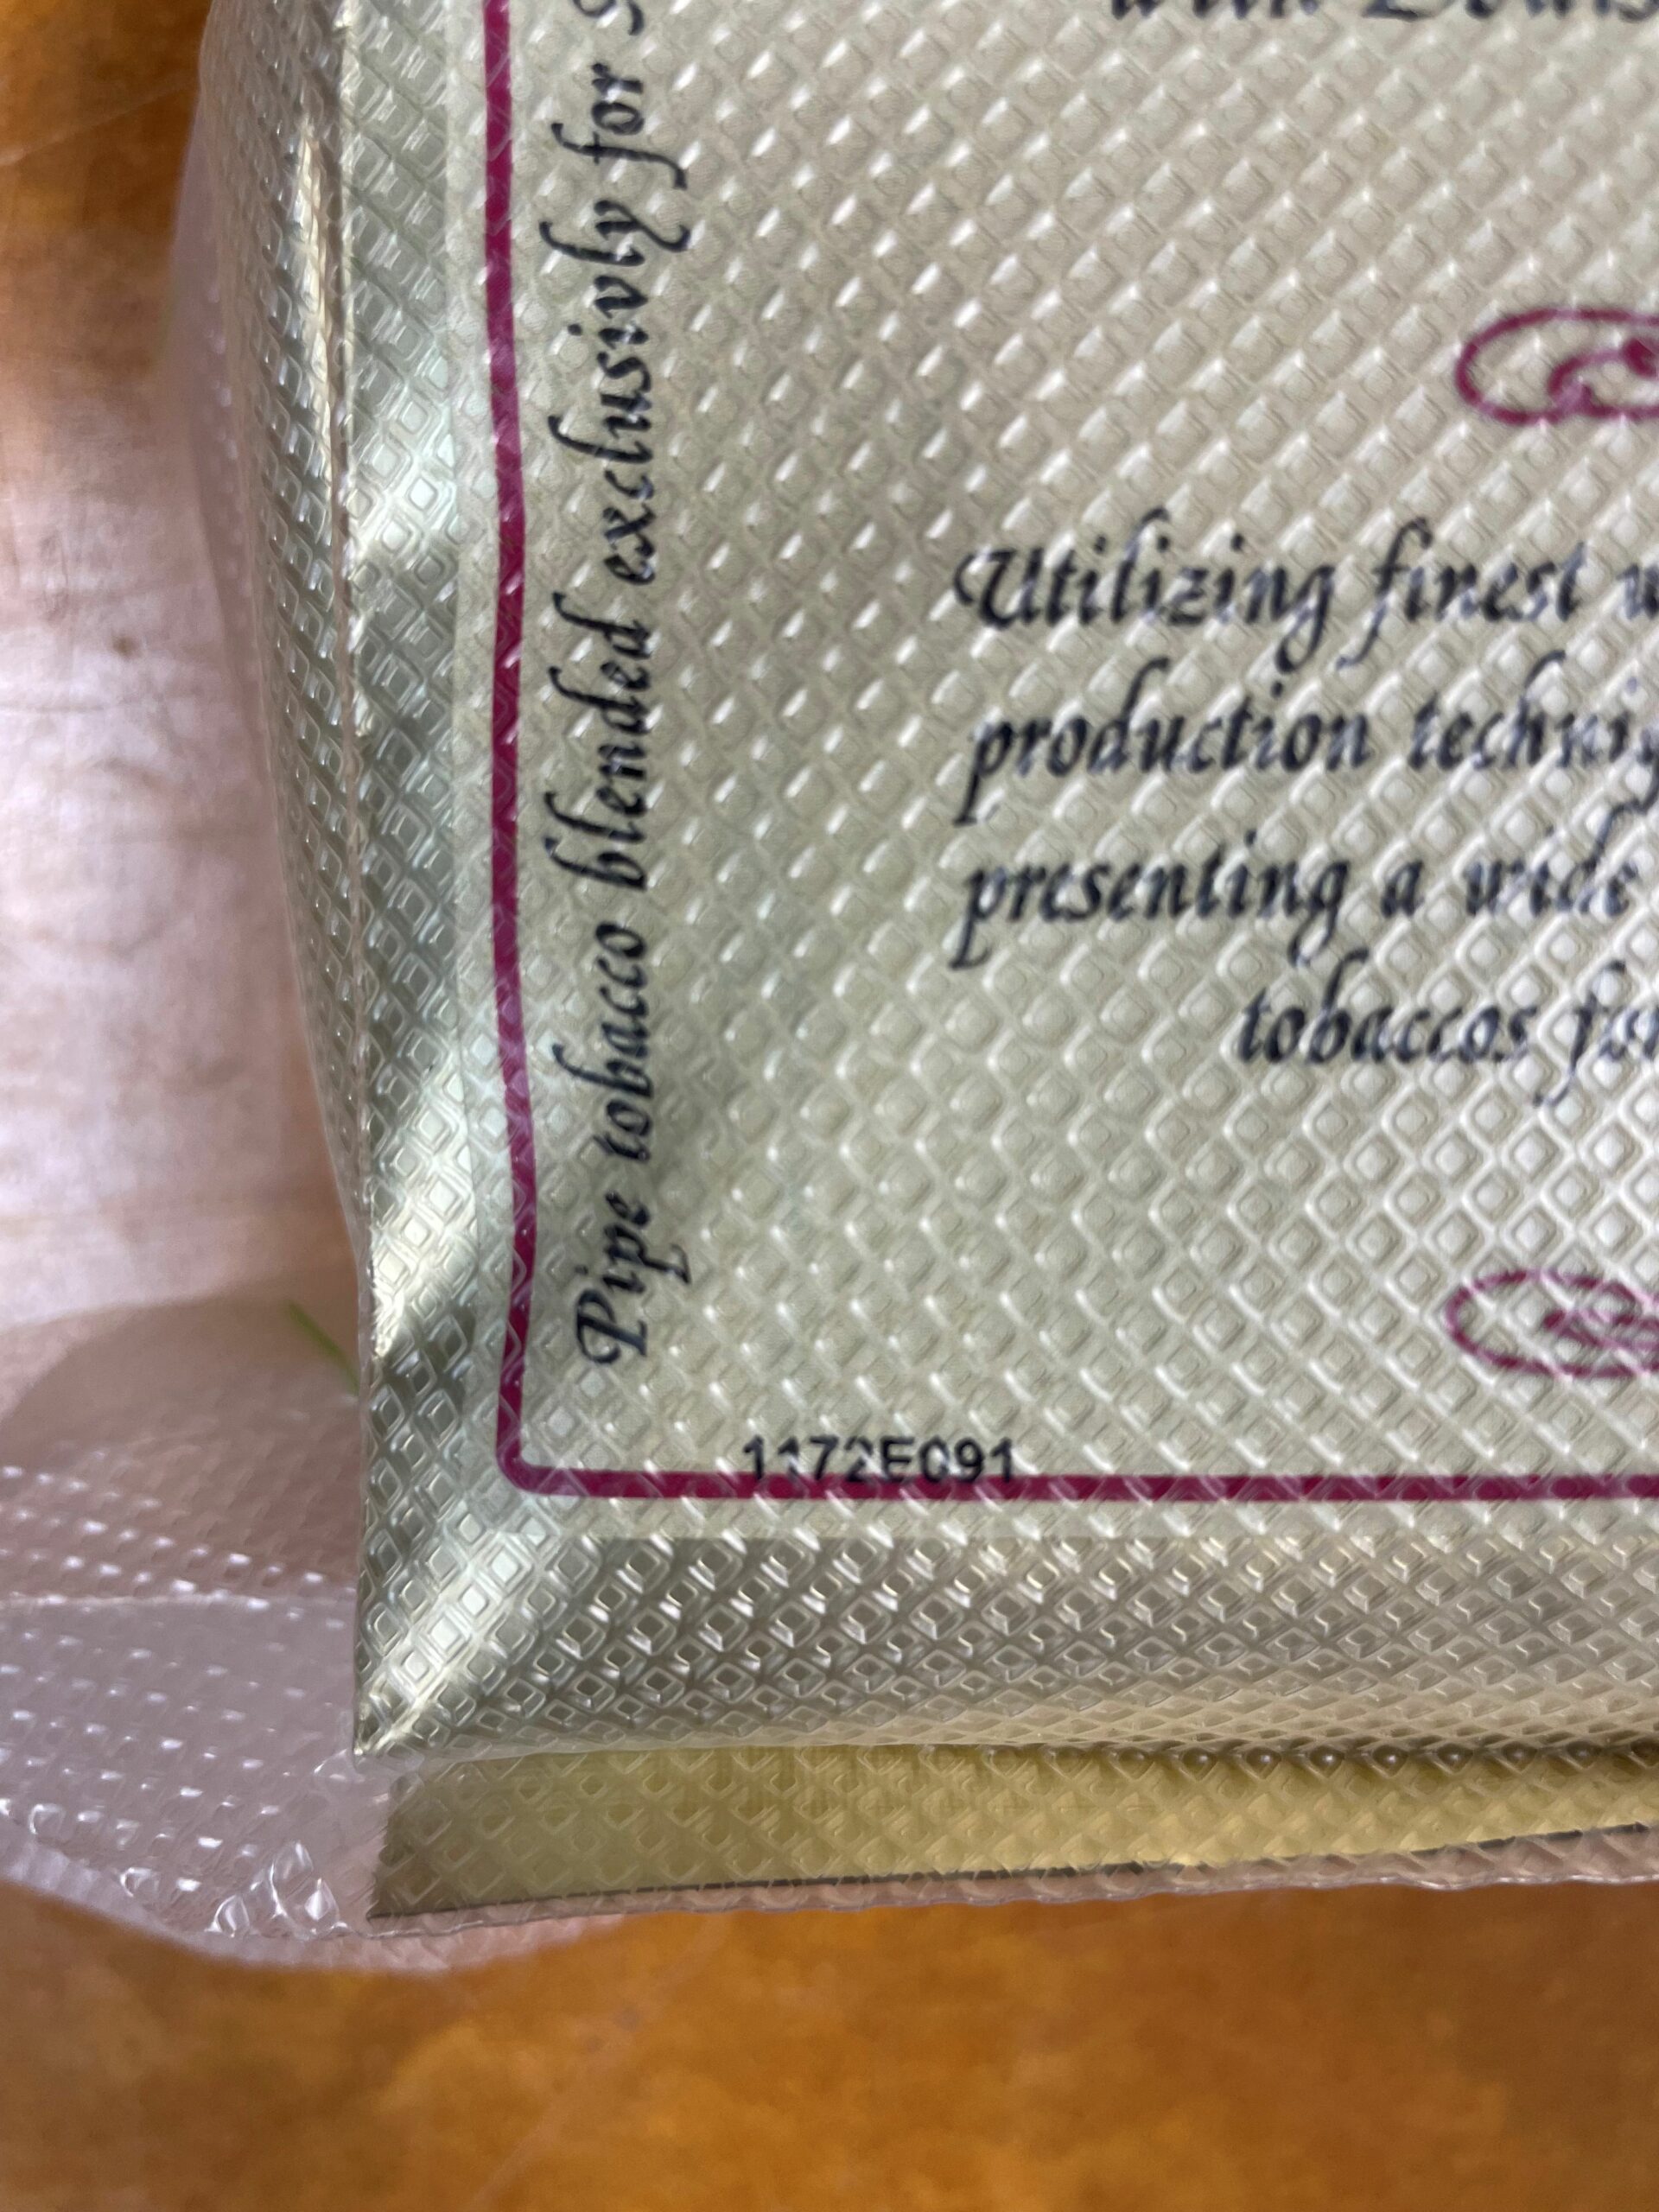 Pipe tobacco blended exclusivly for
Utilizing finest
production
presenting a wide
tobaccos
1172E091